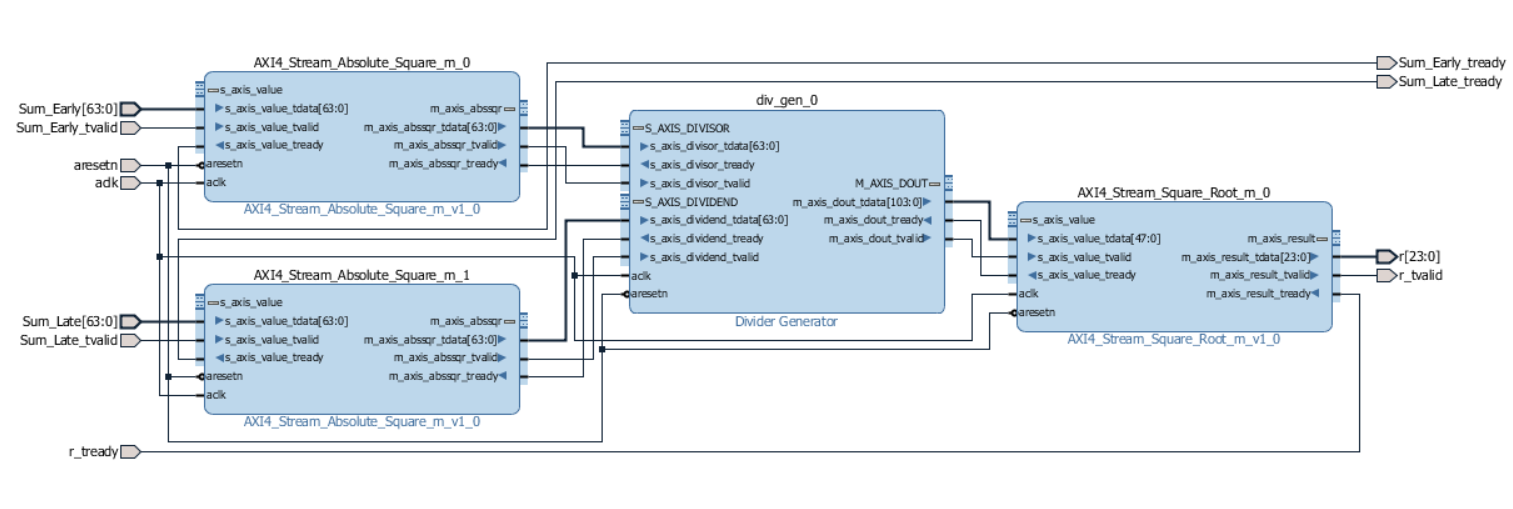 Sum_Early[63:0]
Sum_Early_tvalid
aresetn
aclk
AXI4_Stream_Absolute_Square_m_0
s_axis_value
s_axis_value_tdata[63:0]
s_axis_value_tvalid
s_axis_value_tready
aresetn
aclk
m_axis_abssqr
m_axis_abssqr_tdata[63:0]
m_axis_abssqr_tvalid
m_axis_abssqr_tready
AXI4_Stream_Absolute_Square_m_v1_0
Sum_Late[63:0]
Sum_Late_tvalid
AXI4_Stream_Absolute_Square_m_1
s_axis_value
s_axis_value_tdata[63:0]
s_axis_value_tvalid
s_axis_value_tready
aresetn
aclk
m_axis_abssqr
m_axis_abssqr_tdata[63:0]
m_axis_abssqr_tvalid
m_axis_abssqr_tready
AXI4_Stream_Absolute_Square_m_v1_0
r_tready
div_gen_0
S_AXIS_DIVISOR
s_axis_divisor_tdata[63:0]
s_axis_divisor_tready
s_axis_divisor_tvalid
S_AXIS_DIVIDEND
s_axis_dividend_tdata[63:0]
s_axis_dividend_tready
s_axis_dividend_tvalid
aclk
aresetn
M_AXIS_DOUT
m_axis_dout_tdata[103:0]
m_axis_dout_tready
m_axis_dout_tvalid
Divider Generator
AXI4_Stream_Square_Root_m_0
s_axis_value
s_axis_value_tdata[47:0]
s_axis_value_tvalid
s_axis_value_tready
aclk
aresetn
m_axis_result
m_axis_result_tdata[23:0]
m_axis_result_tvalid
m_axis_result_tready
AXI4_Stream_Square_Root_m_v1_0
Sum_Early_tready
Sum_Late_tready
r[23:0]
r_tvalid